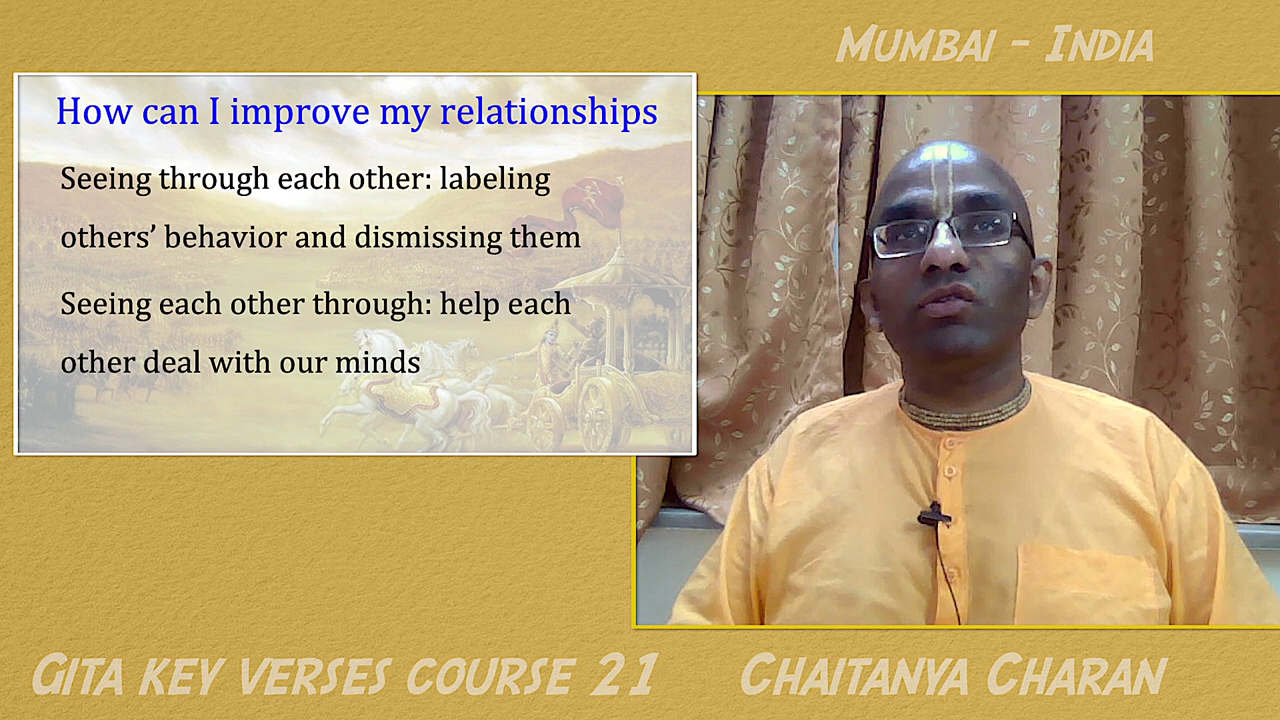 Mumbai - India
How can I improve my relationships
Seeing through each other: labeling
others’ behavior and dismissing them
Seeing each other through: help each
other deal with our minds
Gita key verses course 21
Chaitanya Charan